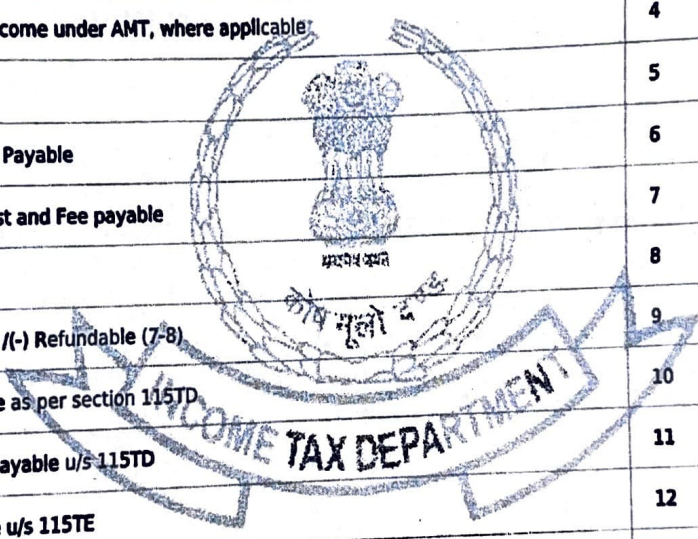 come under AMT, where applicable 4
5
Payable 6
st and Fee payable 7
8
/(-) Refundable (7-8) 9
e as per section 115TD 10
ayable u/s 115TD 11
u/s 115TE 12
कोष मूलो दण्डः
INCOME TAX DEPARTMENT